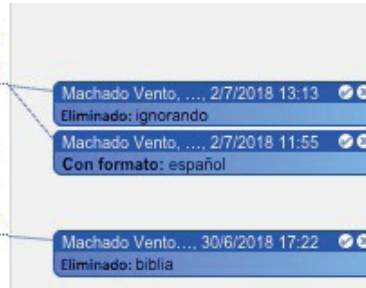 Machado Vento, ..., 2/7/2018 13:13
Eliminado: ignorando
Machado Vento, ..., 2/7/2018 11:55
Con formato: español
Machado Vento..., 30/6/2018 17:22
Eliminado: biblia